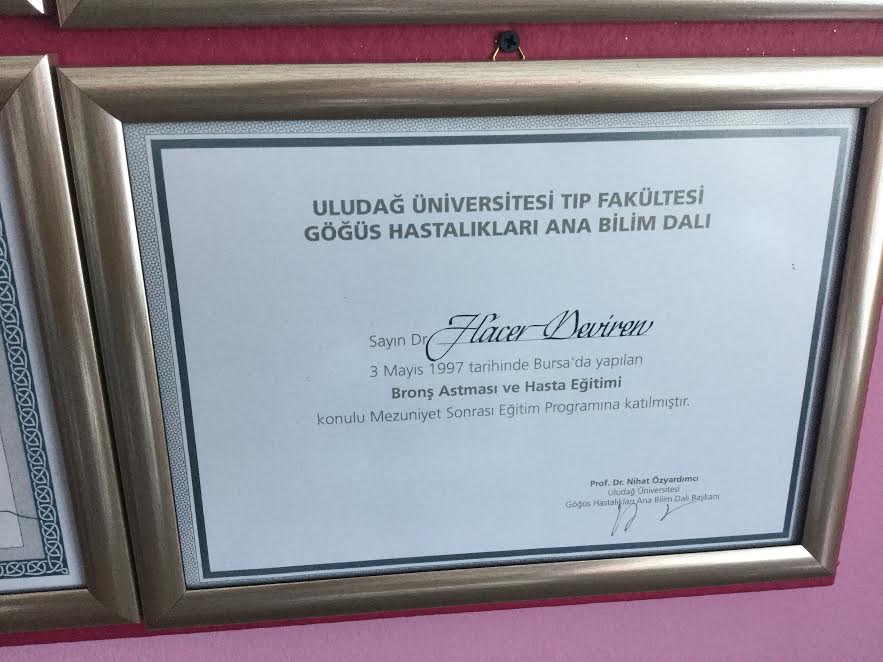 ULUDAĞ ÜNİVERSİTESİ TIP FAKÜLTESİ
GÖĞÜS HASTALIKLARI ANA BİLİM DALI
Sayın Dr Hacer Deviren
3 Mayıs 1997 tarihinde Bursa'da yapılan
Bronş Astması ve Hasta Eğitimi
konulu Mezuniyet Sonrası Eğitim Programına katılmıştır.
Prof. Dr. Nihat Özyardımcı
Uludağ Üniversitesi
Göğüs Hastalıkları Ana Bilim Dalı Başkanı